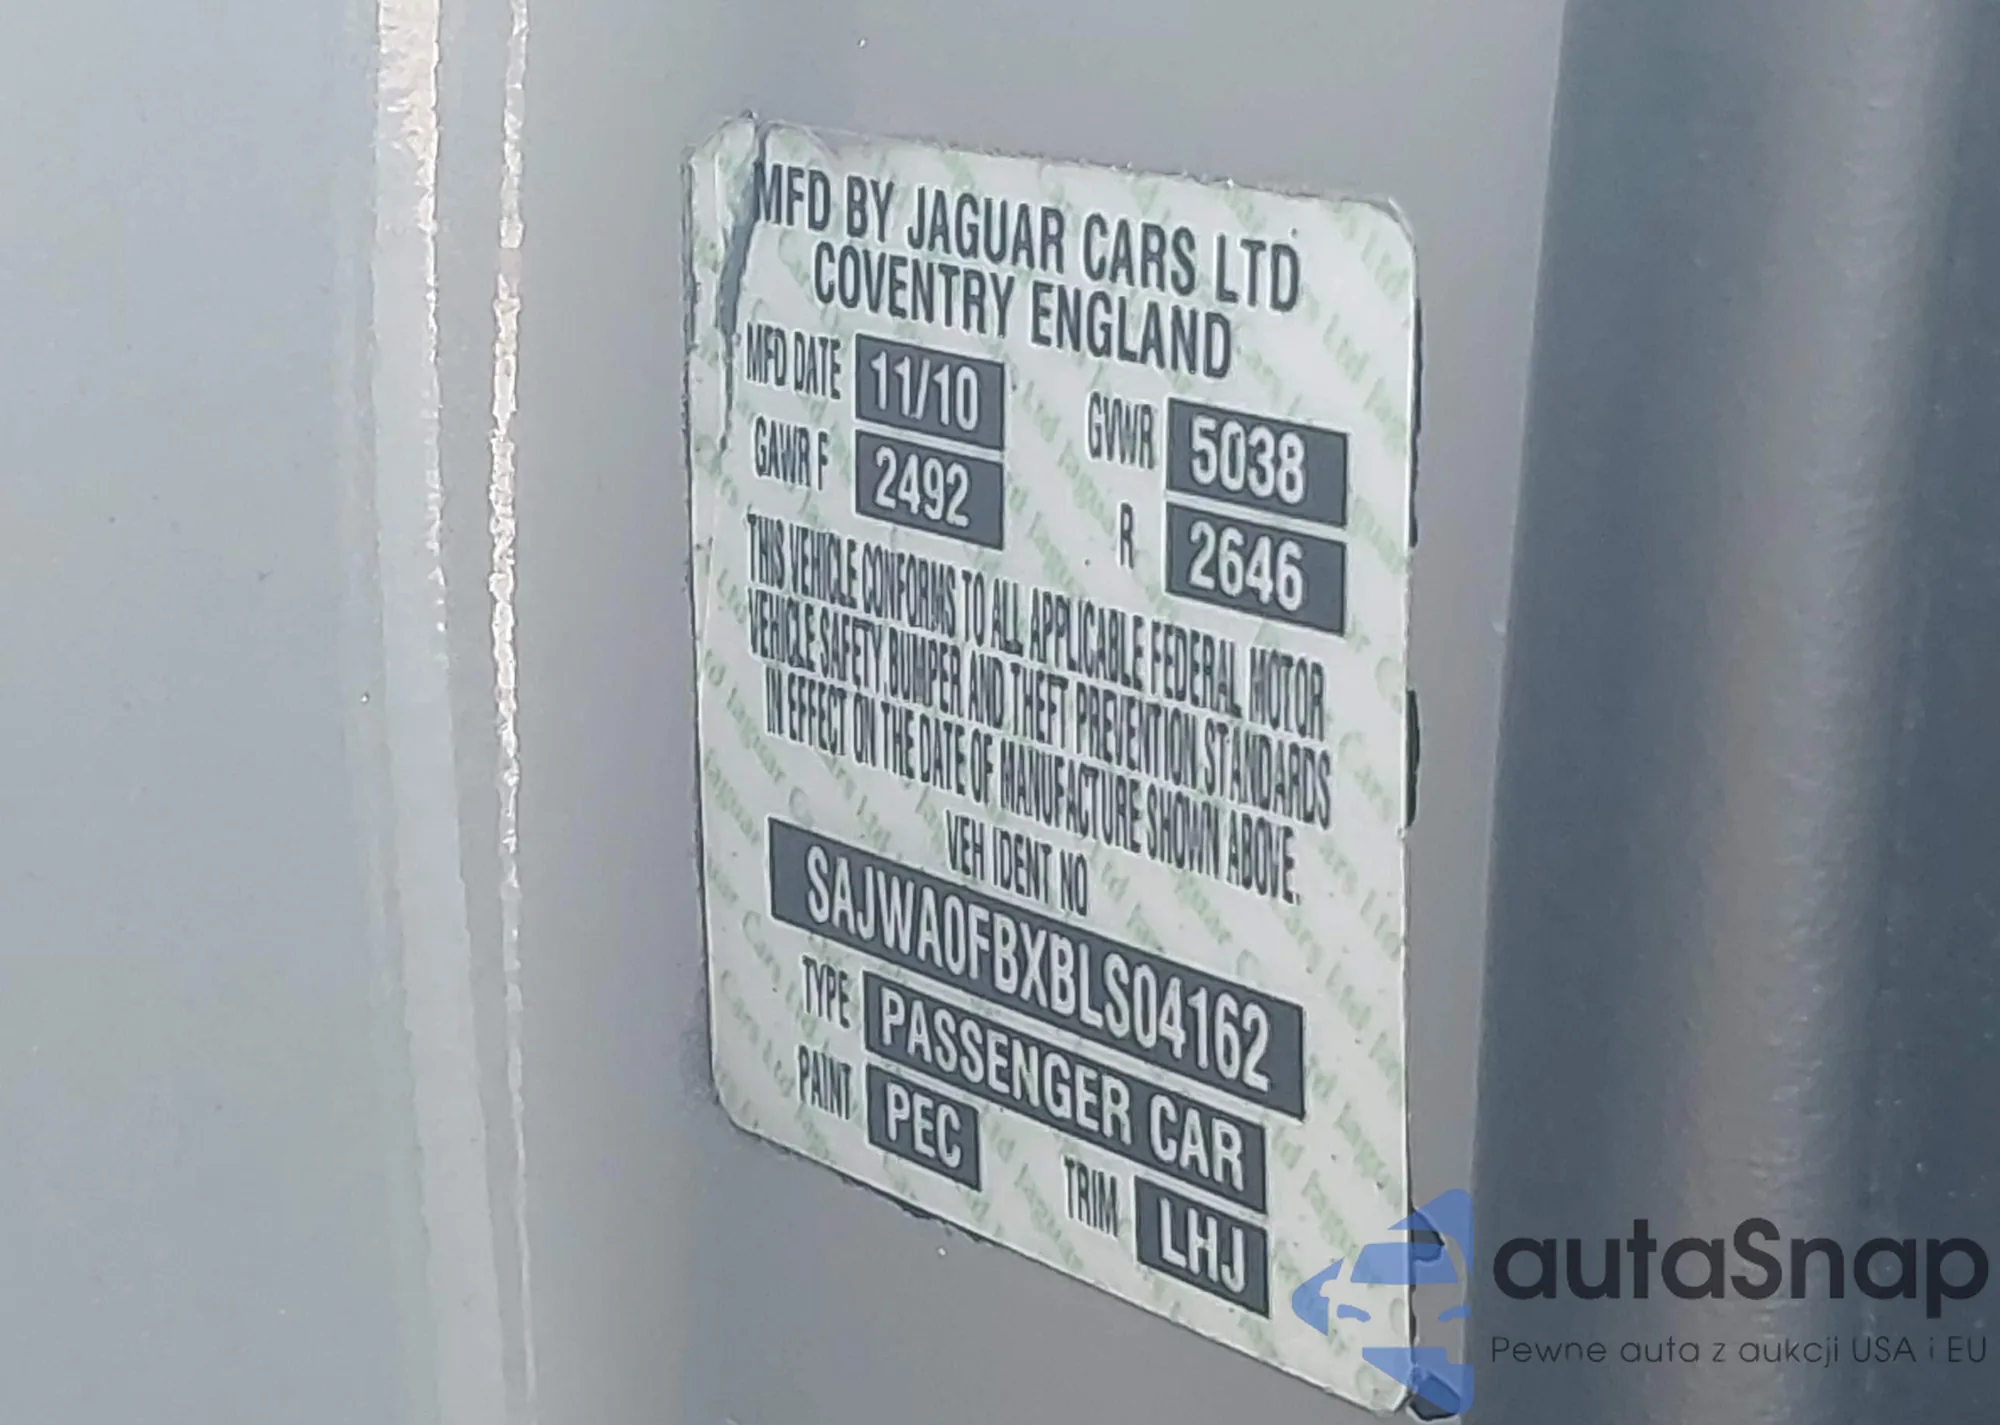 MFD BY JAGUAR CARS LTD
COVENTRY ENGLAND
MFD DATE 11/10 GVWR 5038
GAWR F 2492 R 2646
THIS VEHICLE CONFORMS TO ALL APPLICABLE FEDERAL MOTOR
VEHICLE SAFETY, BUMPER AND THEFT PREVENTION STANDARDS
IN EFFECT ON THE DATE OF MANUFACTURE SHOWN ABOVE.
VEH IDENT NO
SAJWA0FBXBLS04162
TYPE PASSENGER CAR
PAINT PEC TRIM LHJ
autaSnap
Pewne auta z aukcji USA i EU